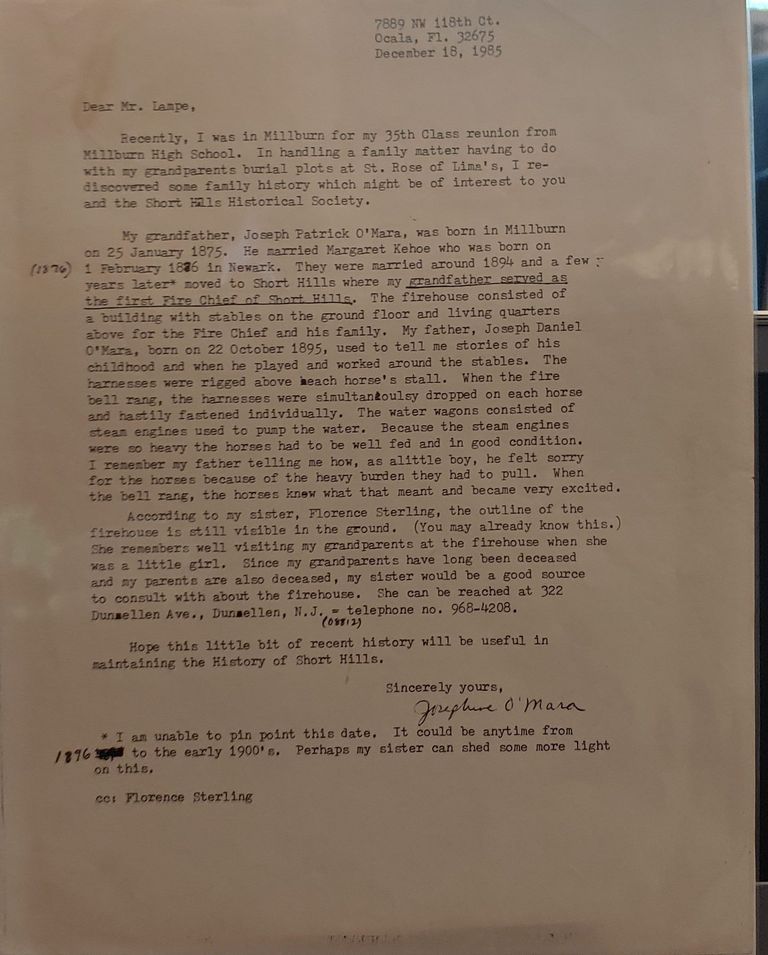 7889 NW 118th Ct.
Ocala, Fl. 32675
December 18, 1985
Dear Mr. Lampe,
Recently, I was in Millburn for my 35th Class reunion from
Millburn High School. In handling a family matter having to do
with my grandparents burial plots at St. Rose of Lima's, I re-
discovered some family history which might be of interest to you
and the Short Hills Historical Society.
My grandfather, Joseph Patrick O'Mara, was born in Millburn
on 25 January 1875. He married Margaret Kehoe who was born on
(1876) 1 February 1876 in Newark. They were married around 1894 and a few
years later* moved to Short Hills where my grandfather served as
the first Fire Chief of Short Hills. The firehouse consisted of
a building with stables on the ground floor and living quarters
above for the Fire Chief and his family. My father, Joseph Daniel
O'Mara, born on 22 October 1895, used to tell me stories of his
childhood and when he played and worked around the stables. The
harnesses were rigged above each horse's stall. When the fire
bell rang, the harnesses were simultantoulsy dropped on each horse
and hastily fastened individually. The water wagons consisted of
steam engines used to pump the water. Because the steam engines
were so heavy the horses had to be well fed and in good condition.
I remember my father telling me how, as alittle boy, he felt sorry
for the horses because of the heavy burden they had to pull. When
the bell rang, the horses knew what that meant and became very excited.
According to my sister, Florence Sterling, the outline of the
firehouse is still visible in the ground. (You may already know this.)
She remembers well visiting my grandparents at the firehouse when she
was a little girl. Since my grandparents have long been deceased
and my parents are also deceased, my sister would be a good source
to consult with about the firehouse. She can be reached at 322
Dunmellen Ave., Dunmellen, N.J. - telephone no. 968-4208.
(08812)
Hope this little bit of recent history will be useful in
maintaining the History of Short Hills.
Sincerely yours,
Josephine O'Mara
* I am unable to pin point this date. It could be anytime from
1896 to the early 1900's. Perhaps my sister can shed some more light
on this.
cc: Florence Sterling